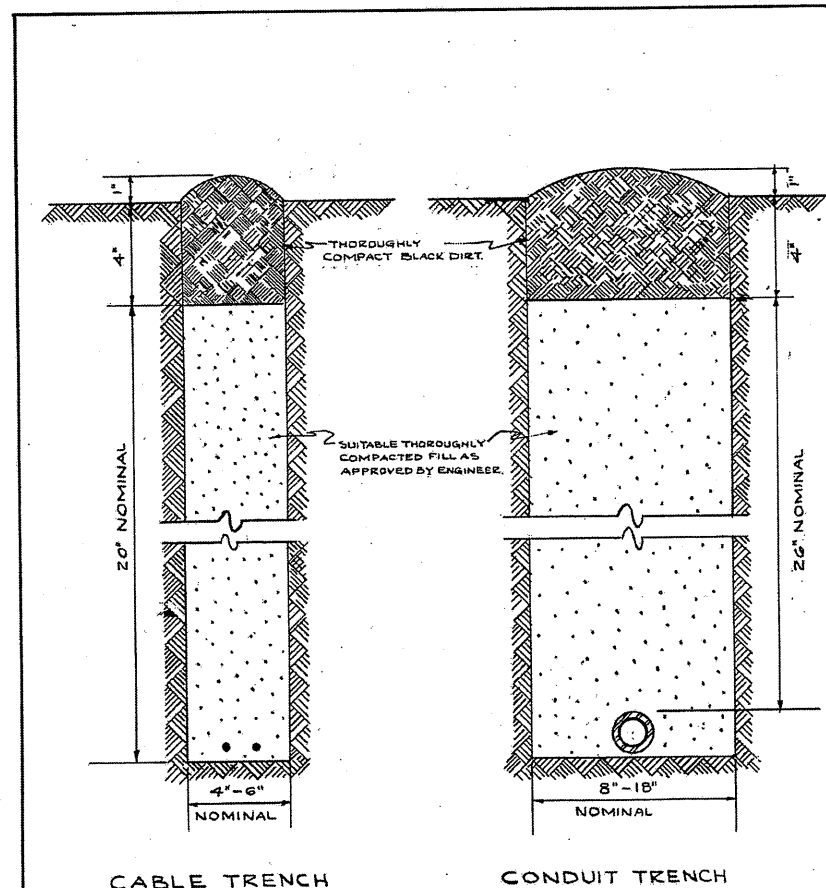 1"
4"
THOROUGHLY
COMPACT BLACK DIRT.
1"
4"
20" NOMINAL
SUITABLE THOROUGHLY
COMPACTED FILL AS
APPROVED BY ENGINEER.
26" NOMINAL
4"-6"
NOMINAL
8"-18"
NOMINAL
CABLE TRENCH
CONDUIT TRENCH